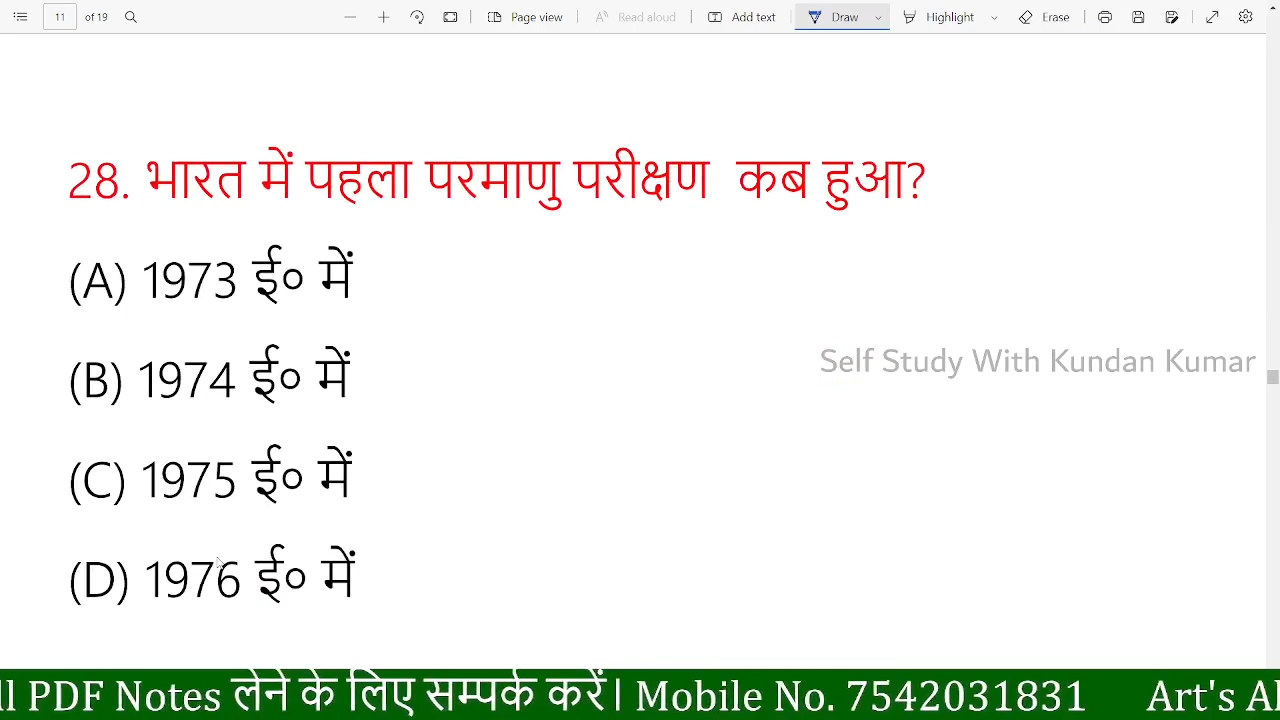 11 of 19 Page view Read aloud Add text Draw Highlight Erase
28. भारत में पहला परमाणु परीक्षण कब हुआ?
(A) 1973 ई० में
(B) 1974 ई० में
Self Study With Kundan Kumar
(C) 1975 ई० में
(D) 1976 ई० में
ll PDF Notes लेने के लिए सम्पर्क करें। Mobile No. 7542031831 Art's Al